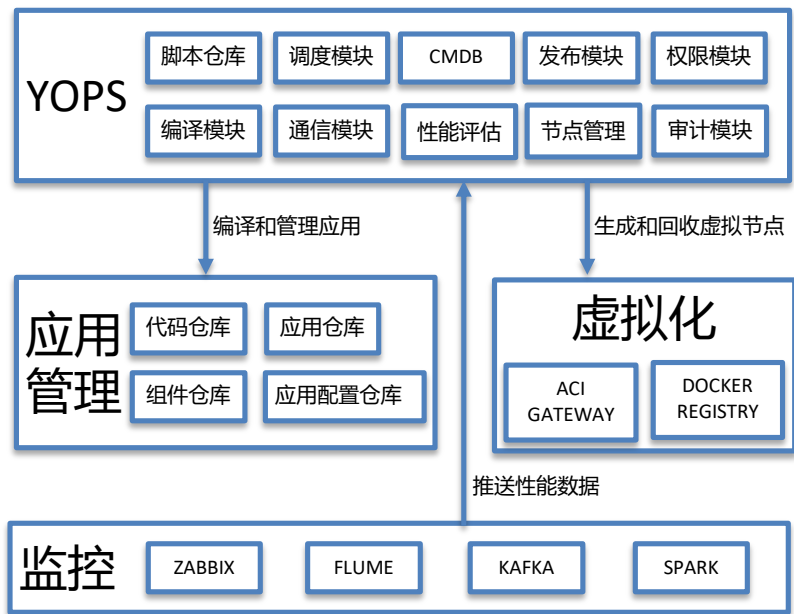 YOPS
脚本仓库
调度模块
CMDB
发布模块
权限模块
编译模块
通信模块
性能评估
节点管理
审计模块
编译和管理应用
生成和回收虚拟节点
应用
管理
代码仓库
应用仓库
组件仓库
应用配置仓库
虚拟化
ACI
GATEWAY
DOCKER
REGISTRY
推送性能数据
监控
ZABBIX
FLUME
KAFKA
SPARK